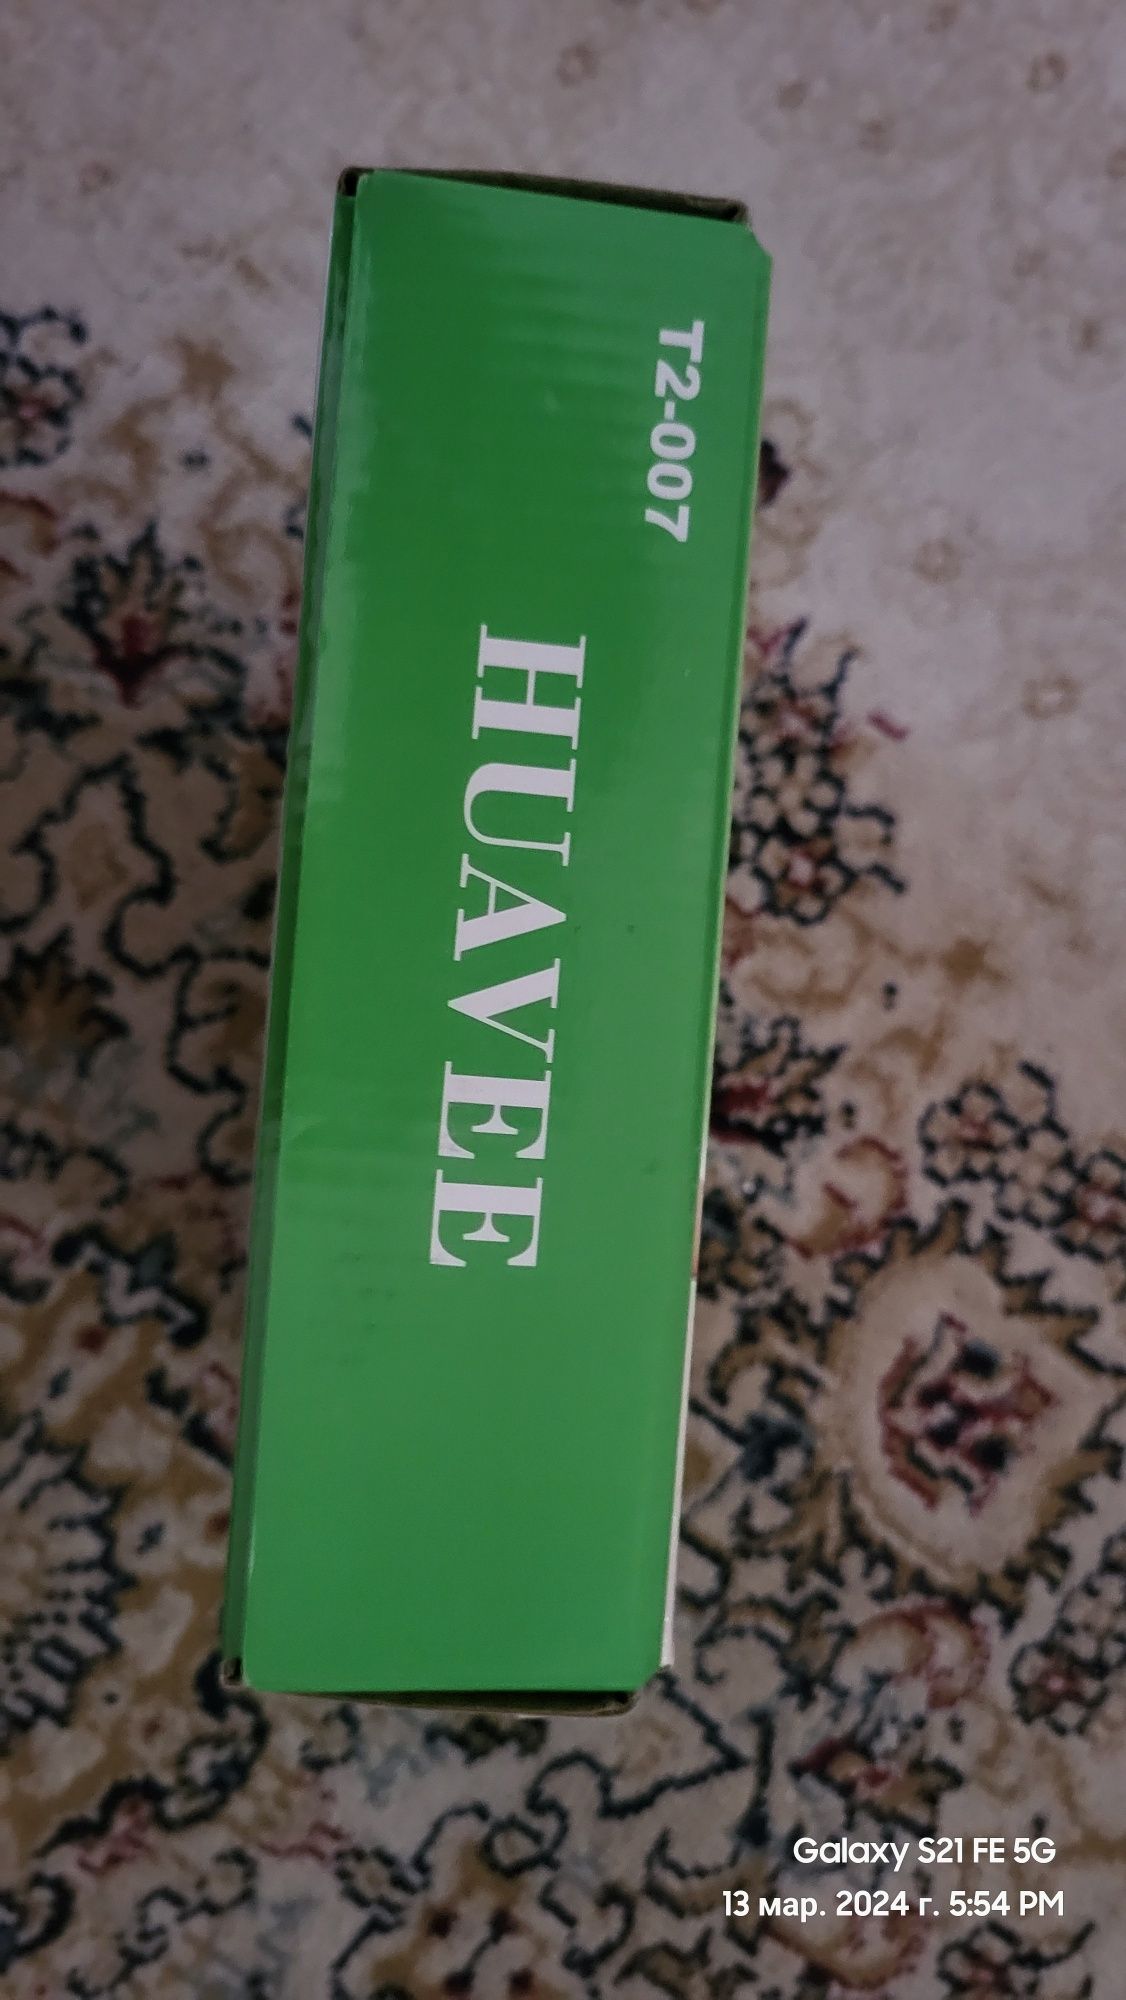 T2-007
HUAVEE
Galaxy S21 FE 5G
13 мар. 2024 г. 5:54 PM